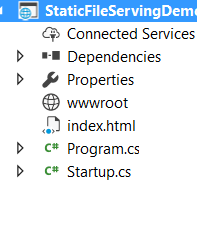 StaticFileServingDemo
Connected Services
Dependencies
Properties
wwwroot
index.html
C# Program.cs
C# Startup.cs